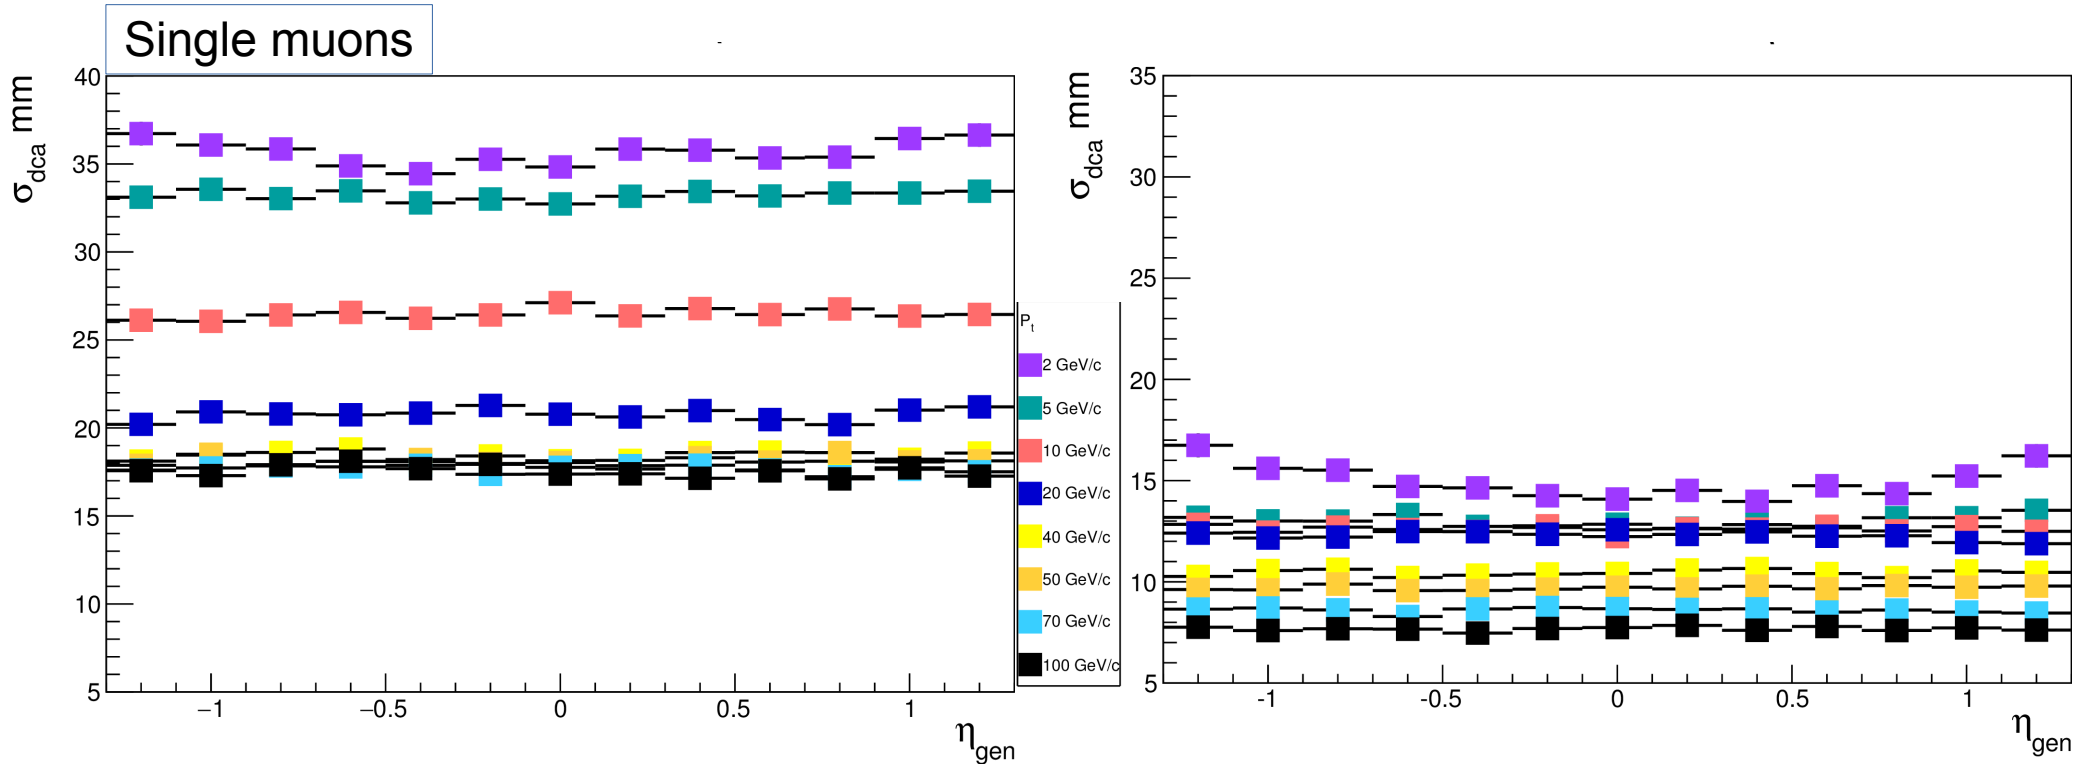 Single muons
σdca mm
40
35
30
25
20
15
10
5
−1
−0.5
0
0.5
1
ηgen
Pt
2 GeV/c
5 GeV/c
10 GeV/c
20 GeV/c
40 GeV/c
50 GeV/c
70 GeV/c
100 GeV/c
σdca mm
35
30
25
20
15
10
5
-1
-0.5
0
0.5
1
ηgen